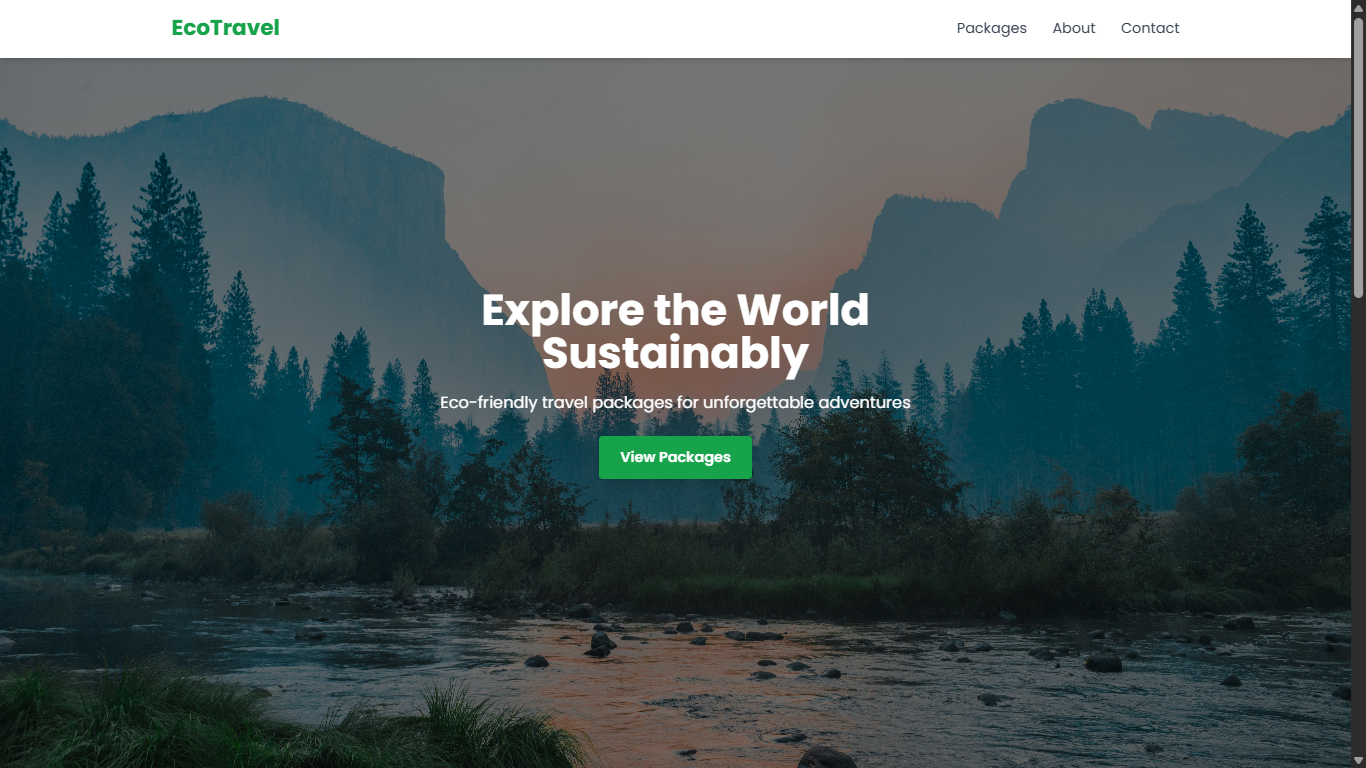 EcoTravel
Packages
About
Contact
Explore the World
Sustainably
Eco-friendly travel packages for unforgettable adventures
View Packages